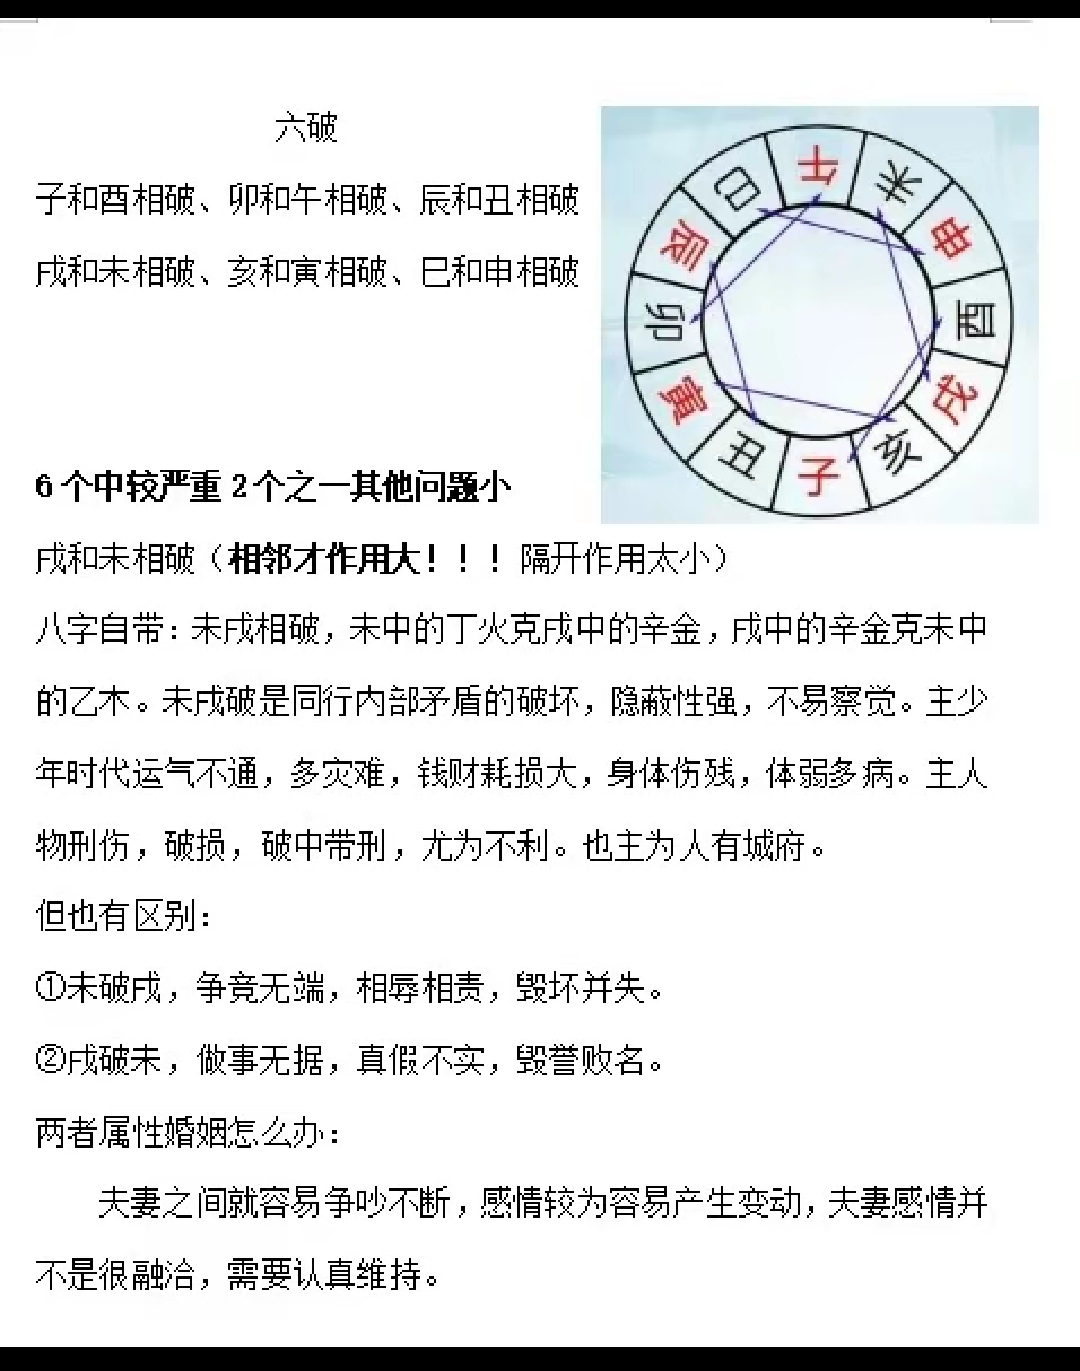 六破
子和酉相破、卯和午相破、辰和丑相破
戌和未相破、亥和寅相破、巳和申相破
午
未
申
酉
戌
亥
子
丑
寅
卯
辰
巳
6个中较严重2个之一其他问题小
戌和未相破（相邻才作用大！！！隔开作用太小）
八字自带：未戌相破，未中的丁火克戌中的辛金，戌中的辛金克未中
的乙木。未戌破是同行内部矛盾的破坏，隐蔽性强，不易察觉。主少
年时代运气不通，多灾难，钱财耗损大，身体伤残，体弱多病。主人
物刑伤，破损，破中带刑，尤为不利。也主为人有城府。
但也有区别：
①未破戌，争竞无端，相辱相责，毁坏并失。
②戌破未，做事无据，真假不实，毁誉败名。
两者属性婚姻怎么办：
夫妻之间就容易争吵不断，感情较为容易产生变动，夫妻感情并
不是很融洽，需要认真维持。